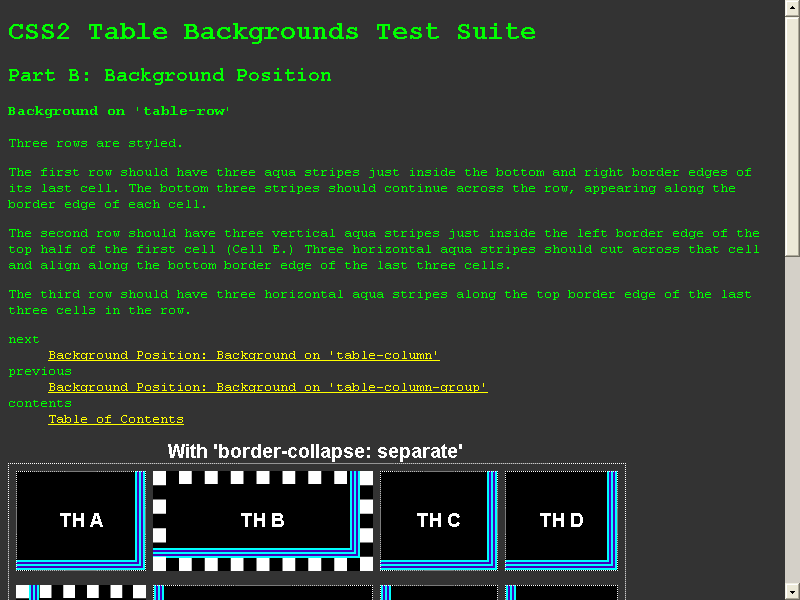 CSS2 Table Backgrounds Test Suite
Part B: Background Position
Background on 'table-row'
Three rows are styled.
The first row should have three aqua stripes just inside the bottom and right border edges of
its last cell. The bottom three stripes should continue across the row, appearing along the
border edge of each cell.
The second row should have three vertical aqua stripes just inside the left border edge of the
top half of the first cell (Cell E.) Three horizontal aqua stripes should cut across that cell
and align along the bottom border edge of the last three cells.
The third row should have three horizontal aqua stripes along the top border edge of the last
three cells in the row.
next
Background Position: Background on 'table-column'
previous
Background Position: Background on 'table-column-group'
contents
Table of Contents
With 'border-collapse: separate'
TH A TH B TH C TH D